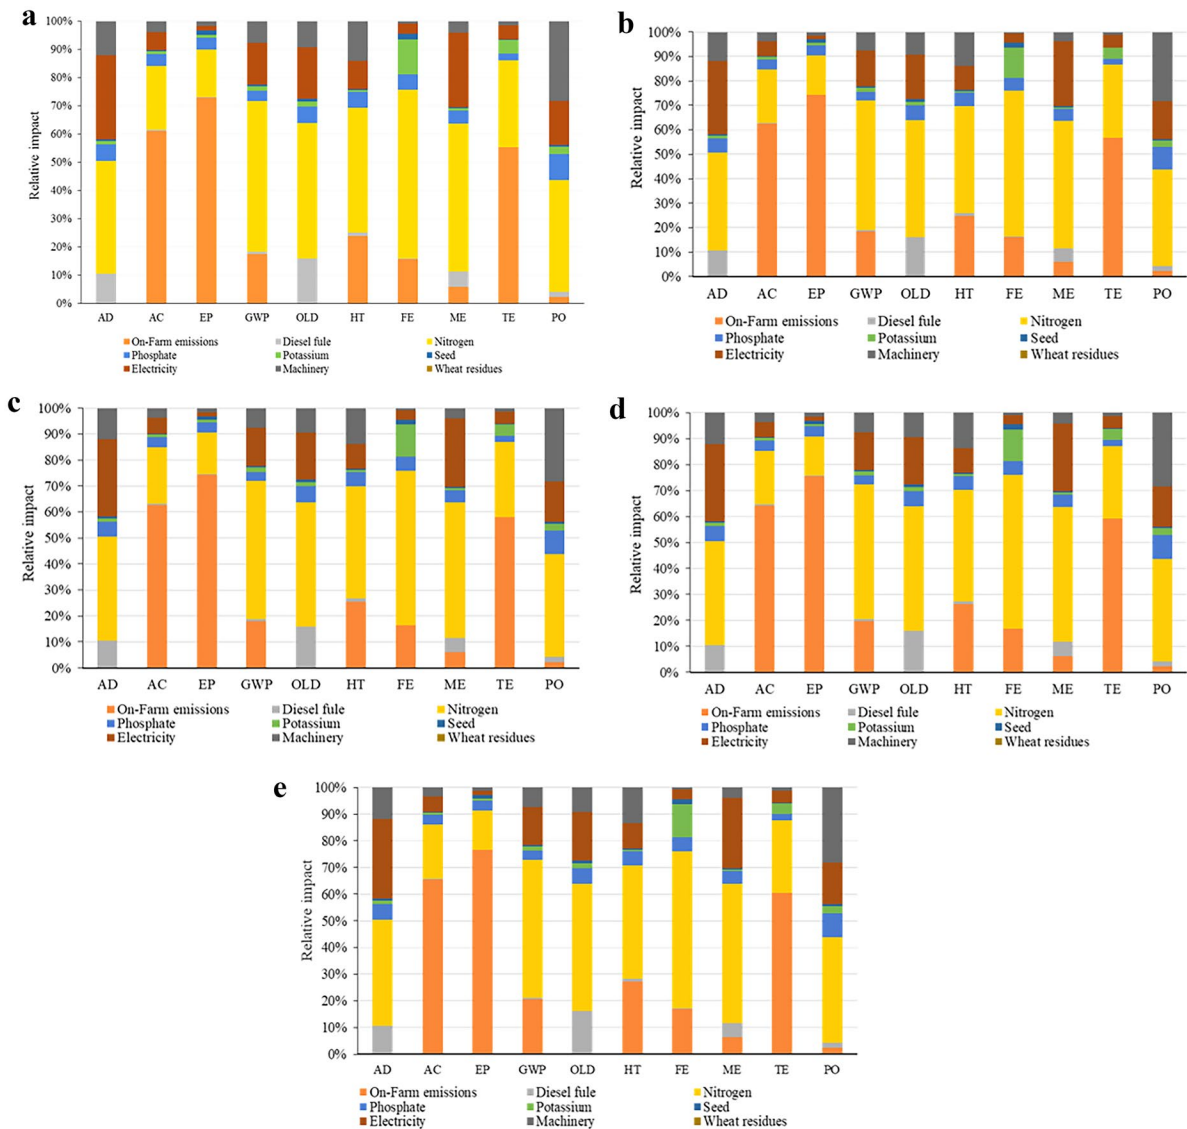 a
100%
90%
80%
70%
60%
50%
40%
30%
20%
10%
0%
Relative impact
AD AC EP GWP OLD HT FE ME TE PO
On-Farm emissions Diesel fule Nitrogen
Phosphate Potassium Seed
Electricity Machinery Wheat residues
b
100%
90%
80%
70%
60%
50%
40%
30%
20%
10%
0%
Relative impact
AD AC EP GWP OLD HT FE ME TE PO
On-Farm emissions Diesel fule Nitrogen
Phosphate Potassium Seed
Electricity Machinery Wheat residues
c
100%
90%
80%
70%
60%
50%
40%
30%
20%
10%
0%
Relative impact
AD AC EP GWP OLD HT FE ME TE PO
On-Farm emissions Diesel fule Nitrogen
Phosphate Potassium Seed
Electricity Machinery Wheat residues
d
100%
90%
80%
70%
60%
50%
40%
30%
20%
10%
0%
Relative impact
AD AC EP GWP OLD HT FE ME TE PO
On-Farm emissions Diesel fule Nitrogen
Phosphate Potassium Seed
Electricity Machinery Wheat residues
e
100%
90%
80%
70%
60%
50%
40%
30%
20%
10%
0%
Relative impact
AD AC EP GWP OLD HT FE ME TE PO
On-Farm emissions Diesel fule Nitrogen
Phosphate Potassium Seed
Electricity Machinery Wheat residues